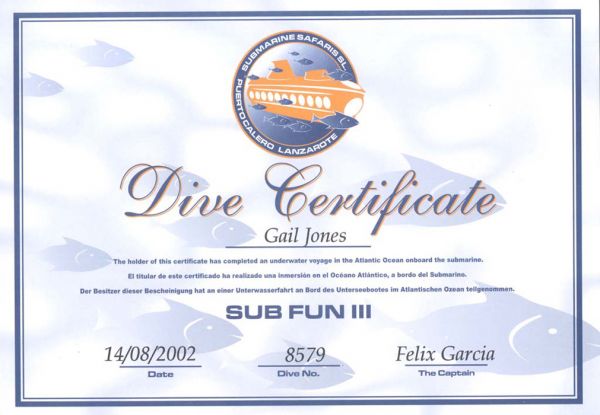 SUBMARINE SAFARIS SL
PUERTO CALERO LANZAROTE
Dive Certificate
Gail Jones
The holder of this certificate has completed an underwater voyage in the Atlantic Ocean onboard the submarine.
El titular de este certificado ha realizado una inmersión en el Océano Atlántico, a bordo del Submarino.
Der Besitzer dieser Bescheinigung hat an einer Unterwasserfahrt an Bord des Unterseebootes im Atlantischen Ozean teilgenommen.
SUB FUN III
14/08/2002 8579 Felix Garcia
Date Dive No. The Captain